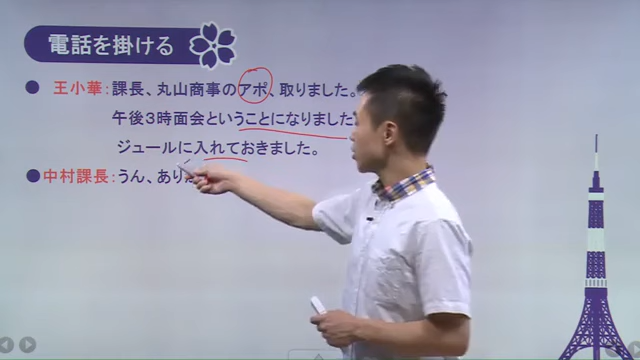 電話を掛ける
王小華：課長、丸山商事のアポ、取りました。
午後3時面会ということになりました
ジュールに入れておきました。
中村課長：うん、あり